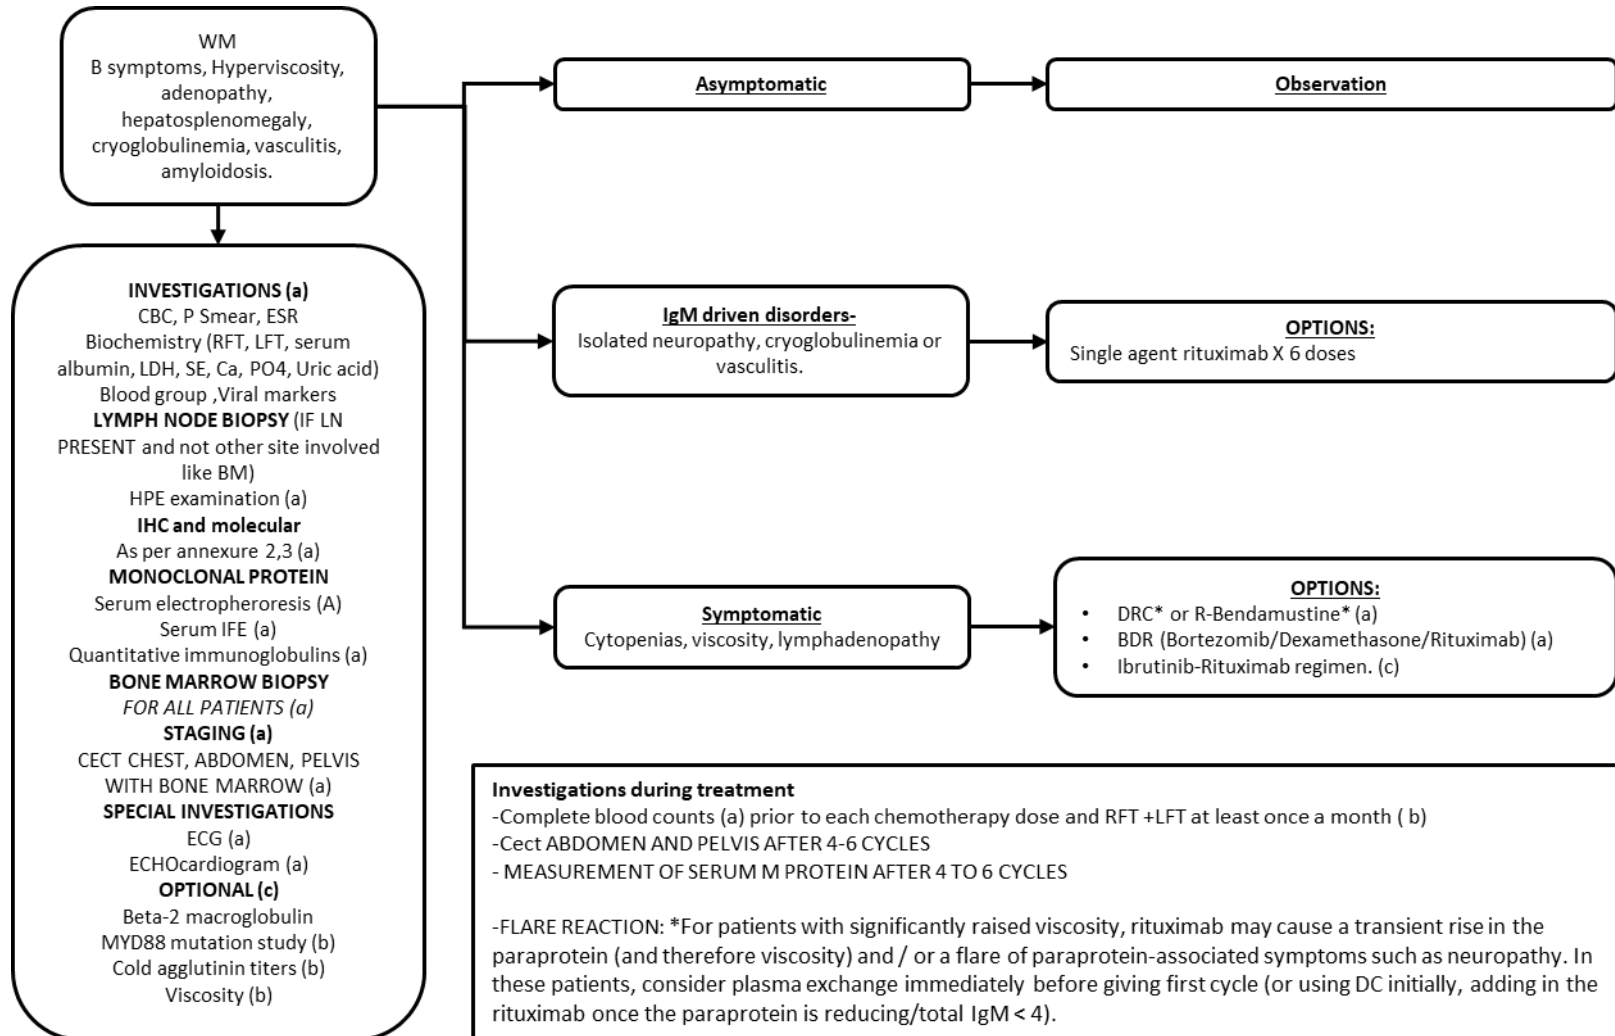 WM
B symptoms, Hyperviscosity,
adenopathy,
hepatosplenomegaly,
cryoglobulinemia, vasculitis,
amyloidosis.
INVESTIGATIONS (a)
CBC, P Smear, ESR
Biochemistry (RFT, LFT, serum
albumin, LDH, SE, Ca, PO4, Uric acid)
Blood group ,Viral markers
LYMPH NODE BIOPSY (IF LN
PRESENT and not other site involved
like BM)
HPE examination (a)
IHC and molecular
As per annexure 2,3 (a)
MONOCLONAL PROTEIN
Serum electropheroresis (A)
Serum IFE (a)
Quantitative immunoglobulins (a)
BONE MARROW BIOPSY
FOR ALL PATIENTS (a)
STAGING (a)
CECT CHEST, ABDOMEN, PELVIS
WITH BONE MARROW (a)
SPECIAL INVESTIGATIONS
ECG (a)
ECHOcardiogram (a)
OPTIONAL (c)
Beta-2 macroglobulin
MYD88 mutation study (b)
Cold agglutinin titers (b)
Viscosity (b)
Asymptomatic
Observation
IgM driven disorders-
Isolated neuropathy, cryoglobulinemia or
vasculitis.
OPTIONS:
Single agent rituximab X 6 doses
Symptomatic
Cytopenias, viscosity, lymphadenopathy
OPTIONS:
• DRC* or R-Bendamustine* (a)
• BDR (Bortezomib/Dexamethasone/Rituximab) (a)
• Ibrutinib-Rituximab regimen. (c)
Investigations during treatment
-Complete blood counts (a) prior to each chemotherapy dose and RFT +LFT at least once a month ( b)
-Cect ABDOMEN AND PELVIS AFTER 4-6 CYCLES
- MEASUREMENT OF SERUM M PROTEIN AFTER 4 TO 6 CYCLES
-FLARE REACTION: *For patients with significantly raised viscosity, rituximab may cause a transient rise in the
paraprotein (and therefore viscosity) and / or a flare of paraprotein-associated symptoms such as neuropathy. In
these patients, consider plasma exchange immediately before giving first cycle (or using DC initially, adding in the
rituximab once the paraprotein is reducing/total IgM < 4).